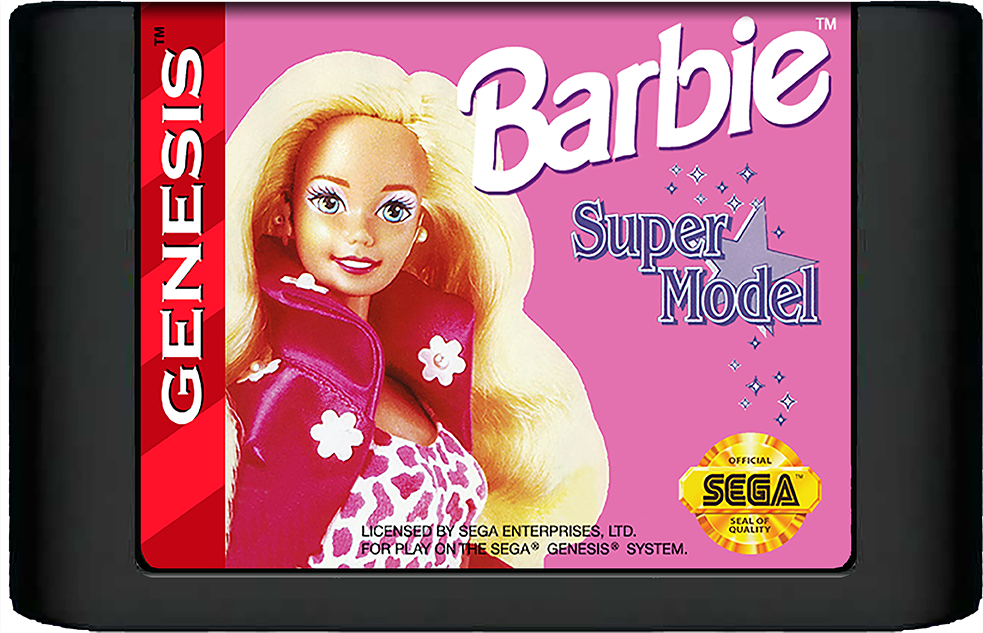 GENESIS™
Barbie™
Super
Model
OFFICIAL
SEGA™
SEAL OF
QUALITY
LICENSED BY SEGA ENTERPRISES, LTD.
FOR PLAY ON THE SEGA® GENESIS® SYSTEM.